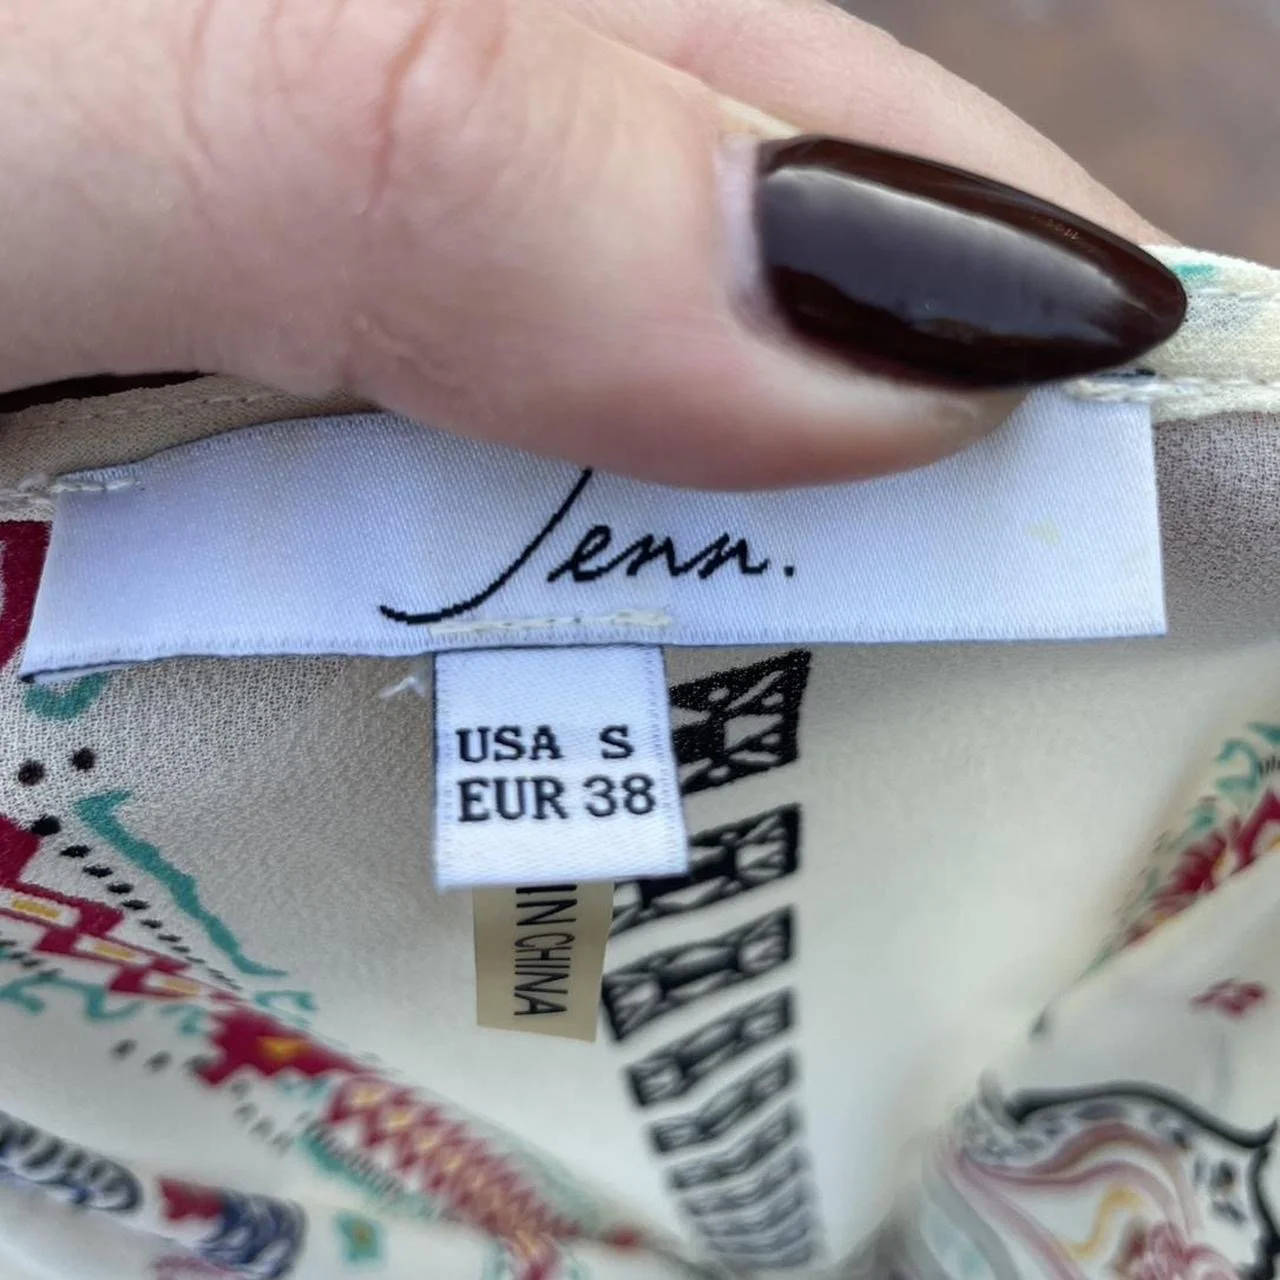 Jenn.
USA S
EUR 38
IN CHINA